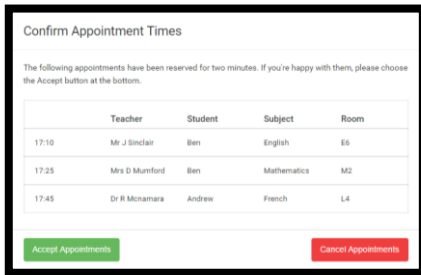 Confirm Appointment Times
The following appointments have been reserved for two minutes. If you're happy with them, please choose
the Accept button at the bottom.
Teacher Student Subject Room
17:10 Mr J Sinclair Ben English E6
17:25 Mrs D Mumford Ben Mathematics M2
17:45 Dr R Mcnamara Andrew French L4
Accept Appointments Cancel Appointments